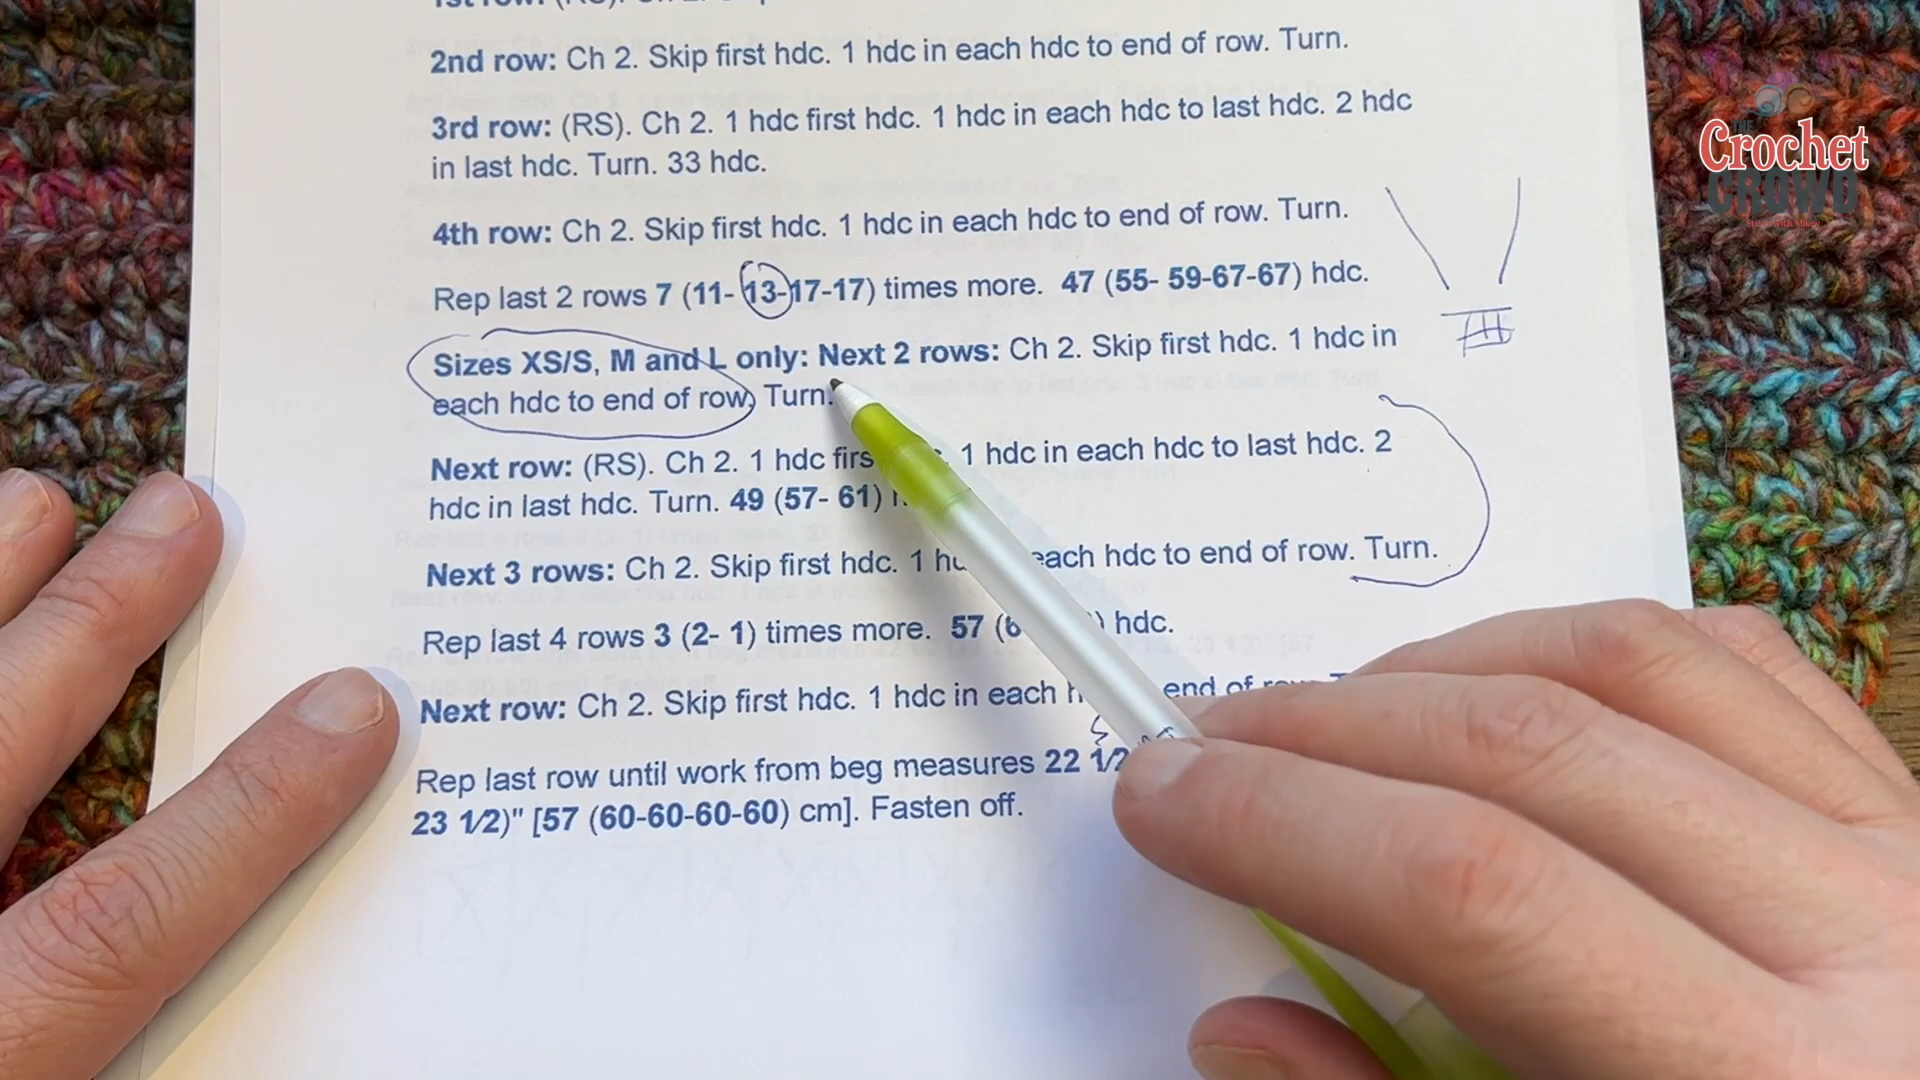 1st row: (RS). Ch 2. Skip
2nd row: Ch 2. Skip first hdc. 1 hdc in each hdc to end of row. Turn.
3rd row: (RS). Ch 2. 1 hdc first hdc. 1 hdc in each hdc to last hdc. 2 hdc
in last hdc. Turn. 33 hdc.
4th row: Ch 2. Skip first hdc. 1 hdc in each hdc to end of row. Turn.
Rep last 2 rows 7 (11- 13-17-17) times more. 47 (55- 59-67-67) hdc.
Sizes XS/S, M and L only: Next 2 rows: Ch 2. Skip first hdc. 1 hdc in
each hdc to end of row. Turn.
Next row: (RS). Ch 2. 1 hdc 1 hdc in each hdc to last hdc. 2
hdc in last hdc. Turn. 49 (57- 61)
Next 3 rows: Ch 2. Skip first hdc. 1 each hdc to end of row. Turn.
Rep last 4 rows 3 (2- 1) times more. 57 hdc.
Next row: Ch 2. Skip first hdc. 1 hdc in each end of
Rep last row until work from beg measures 22 1/2
23 1/2)" [57 (60-60-60-60) cm]. Fasten off.
THE
Crochet
CROWD